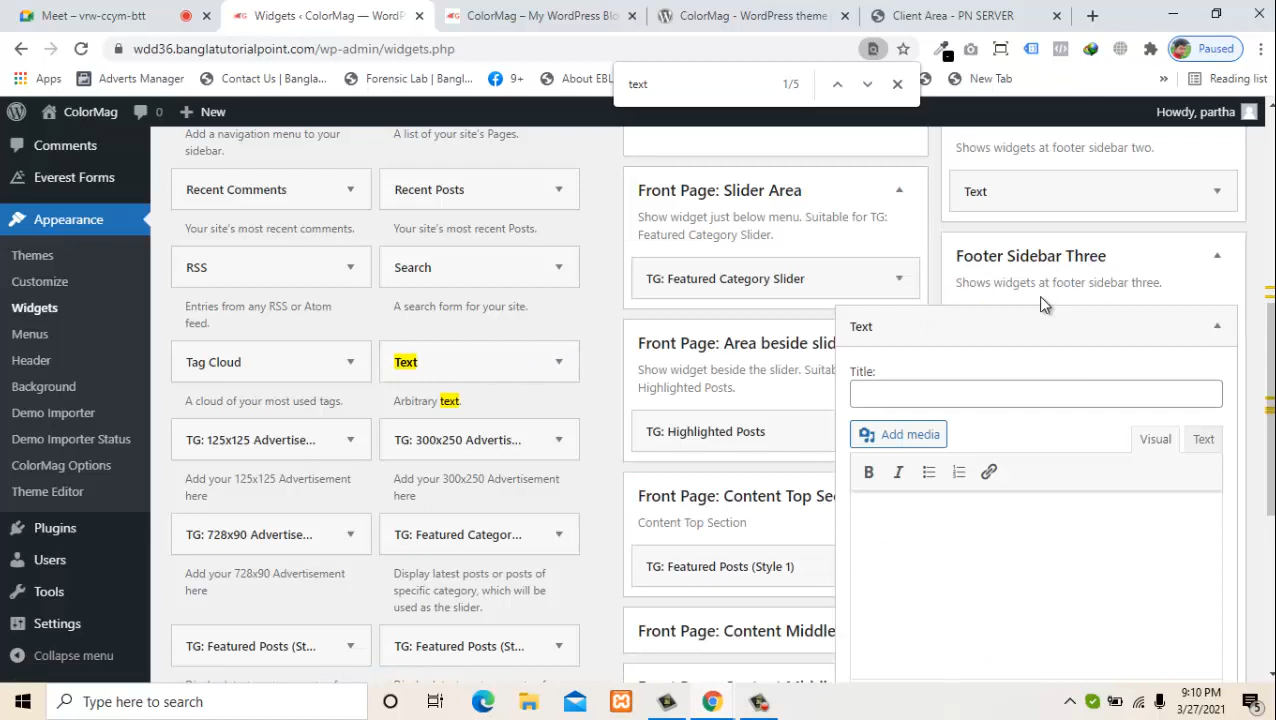 Meet – vrw-ccym-btt
Widgets ‹ ColorMag — WordP
ColorMag – My WordPress Blo
ColorMag - WordPress theme
Client Area - PN SERVER
wdd36.banglatutorialpoint.com/wp-admin/widgets.php
Paused
Apps
Adverts Manager
Contact Us | Bangla...
Forensic Lab | Bangl...
9+
About EBL
New Tab
»
Reading list
text
1/5
ColorMag
0
New
Howdy, partha
Comments
Everest Forms
Appearance
Themes
Customize
Widgets
Menus
Header
Background
Demo Importer
Demo Importer Status
ColorMag Options
Theme Editor
Plugins
Users
Tools
Settings
Collapse menu
Add a navigation menu to your
sidebar.
A list of your site's Pages.
Recent Comments
Recent Posts
Your site's most recent comments.
Your site's most recent Posts.
RSS
Search
Entries from any RSS or Atom
feed.
A search form for your site.
Tag Cloud
Text
A cloud of your most used tags.
Arbitrary text.
TG: 125x125 Advertise...
TG: 300x250 Advertis...
Add your 125x125 Advertisement
here
Add your 300x250 Advertisement
here
TG: 728x90 Advertise...
TG: Featured Categor...
Add your 728x90 Advertisement
here
Display latest posts or posts of
specific category, which will be
used as the slider.
TG: Featured Posts (St...
TG: Featured Posts (St...
Front Page: Slider Area
Show widget just below menu. Suitable for TG:
Featured Category Slider.
TG: Featured Category Slider
Front Page: Area beside slid
Show widget beside the slider. Suitab
Highlighted Posts.
TG: Highlighted Posts
Front Page: Content Top Se
Content Top Section
TG: Featured Posts (Style 1)
Front Page: Content Middle
Shows widgets at footer sidebar two.
Text
Footer Sidebar Three
Shows widgets at footer sidebar three.
Text
Title:
Add media
Visual
Text
B
I
Type here to search
9:10 PM
3/27/2021
5